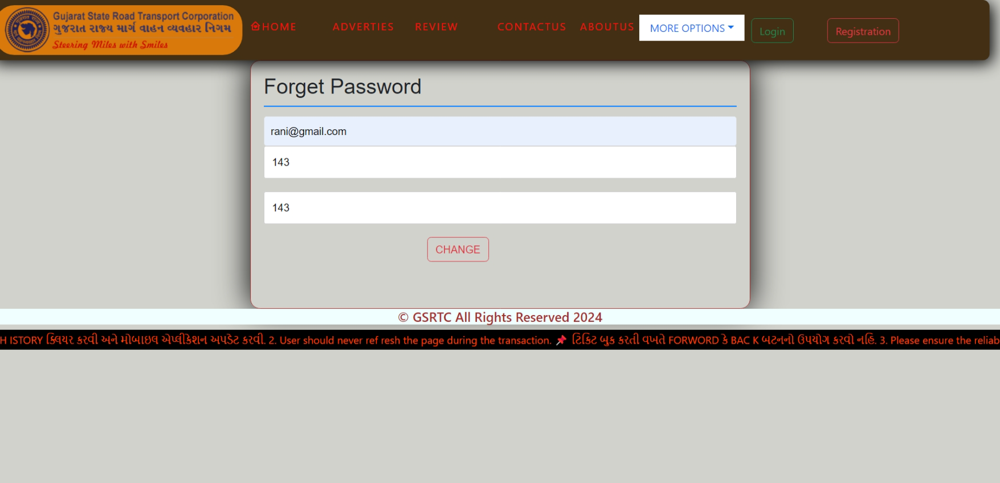 Gujarat State Road Transport Corporation
ગુજરાત રાજ્ય માર્ગ વાહન વ્યવહાર નિગમ
Steering Miles with Smiles
HOME ADVERTIES REVIEW CONTACTUS ABOUTUS MORE OPTIONS Login Registration
Forget Password
rani@gmail.com
143
143
CHANGE
© GSRTC All Rights Reserved 2024
H ISTORY ક્લિયર કરવી અને મોબાઇલ એપ્લીકેશન અપડેટ કરવી. 2. User should never ref resh the page during the transaction. 📌 ટિકિટ બુક કરતી વખતે FORWORD કે BAC K બટનનો ઉપયોગ કરવો નહિ. 3. Please ensure the reliab